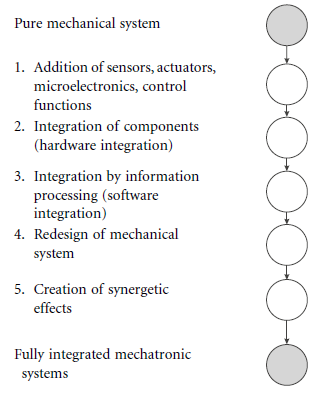 Pure mechanical system
1. Addition of sensors, actuators,
microelectronics, control
functions
2. Integration of components
(hardware integration)
3. Integration by information
processing (software
integration)
4. Redesign of mechanical
system
5. Creation of synergetic
effects
Fully integrated mechatronic
systems